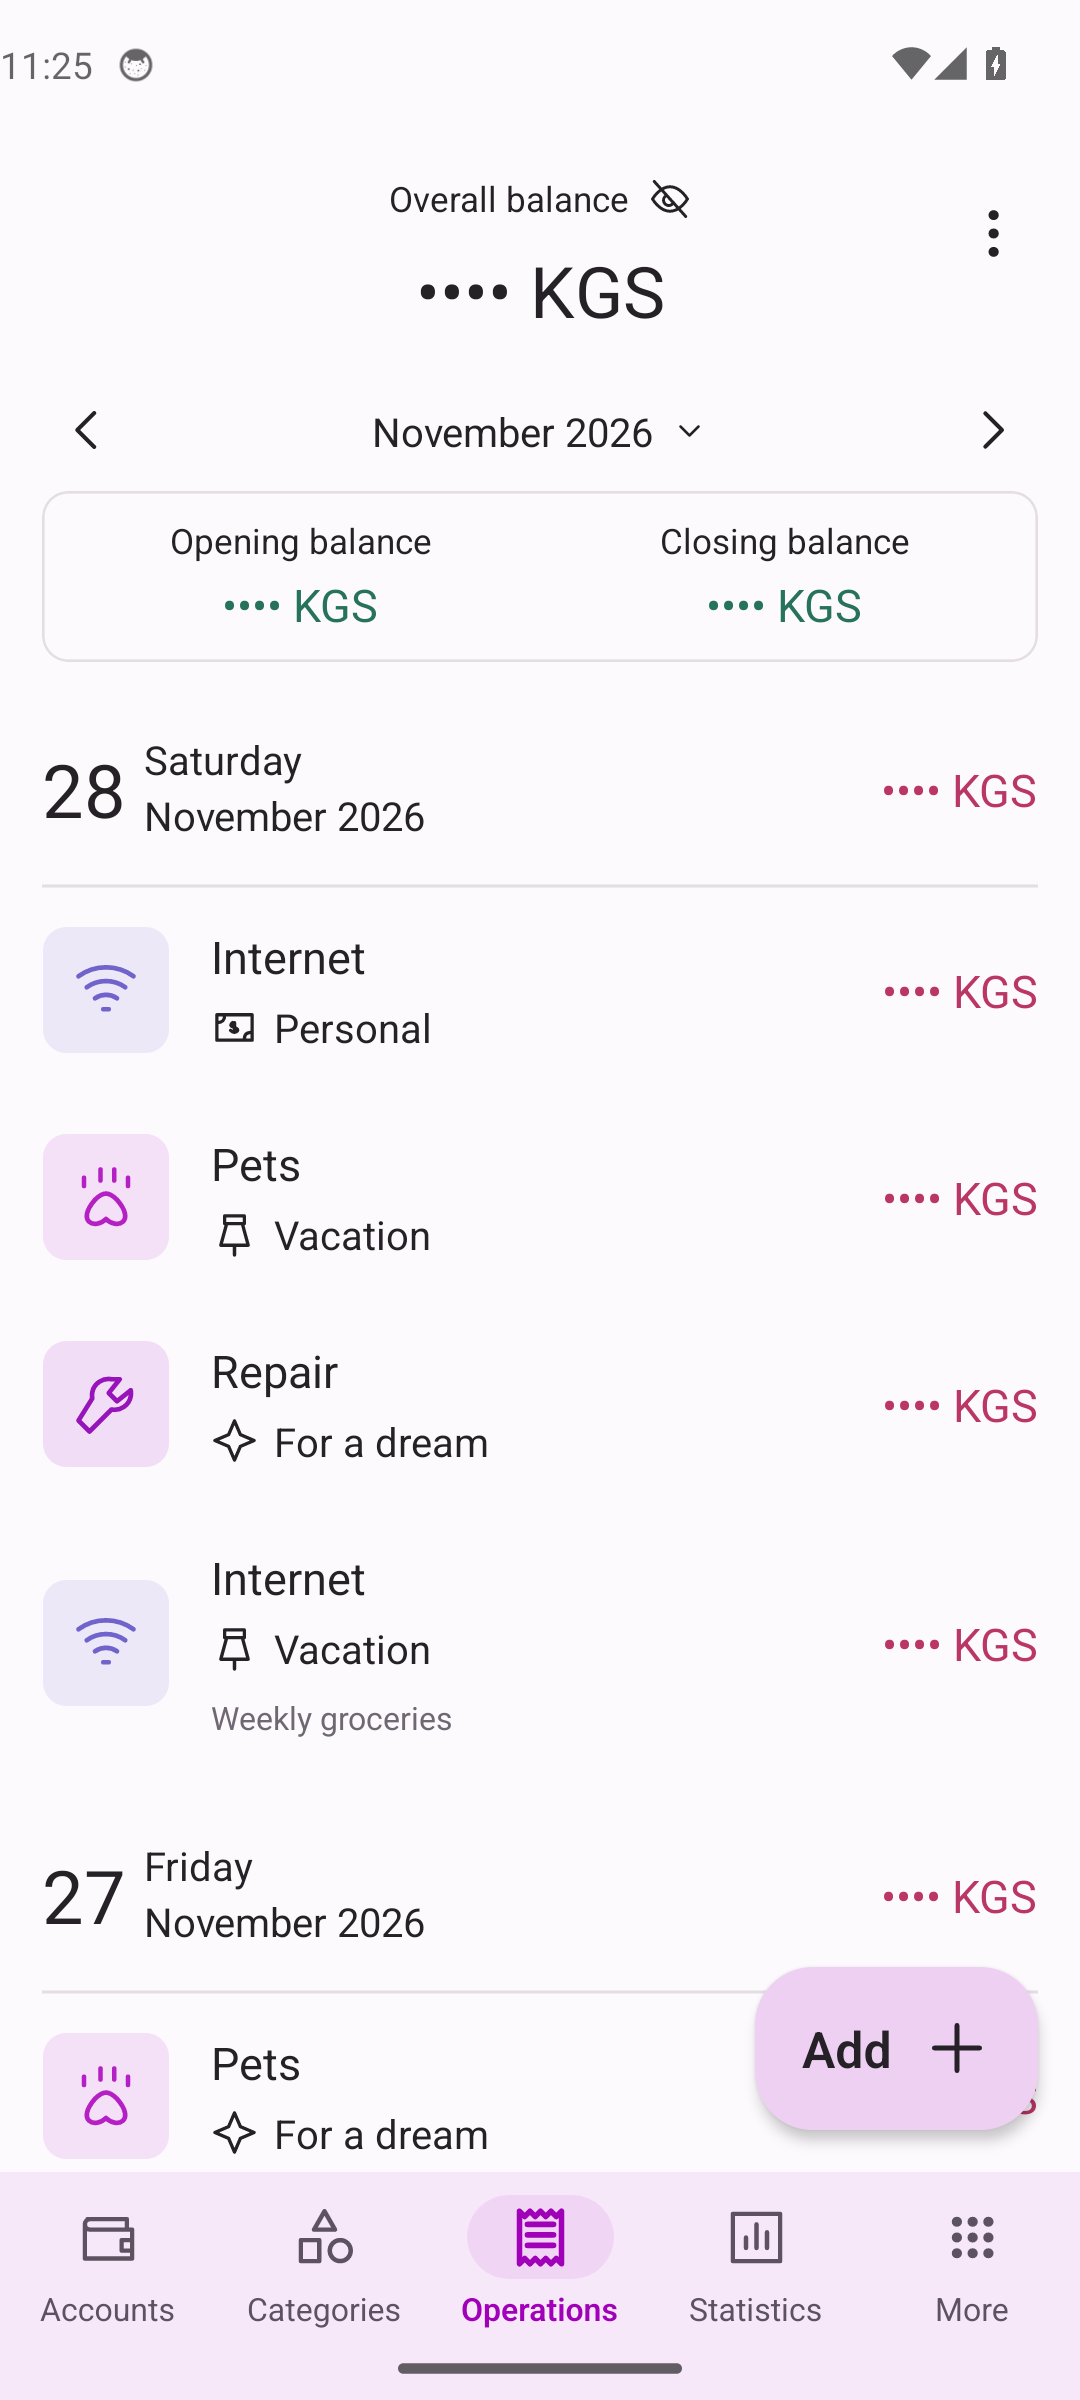 11:25
Overall balance
•••• KGS
November 2026
Opening balance
Closing balance
•••• KGS
•••• KGS
28
Saturday
November 2026
•••• KGS
Internet
Personal
•••• KGS
Pets
Vacation
•••• KGS
Repair
For a dream
•••• KGS
Internet
Vacation
Weekly groceries
•••• KGS
27
Friday
November 2026
•••• KGS
Pets
For a dream
Add
Accounts
Categories
Operations
Statistics
More